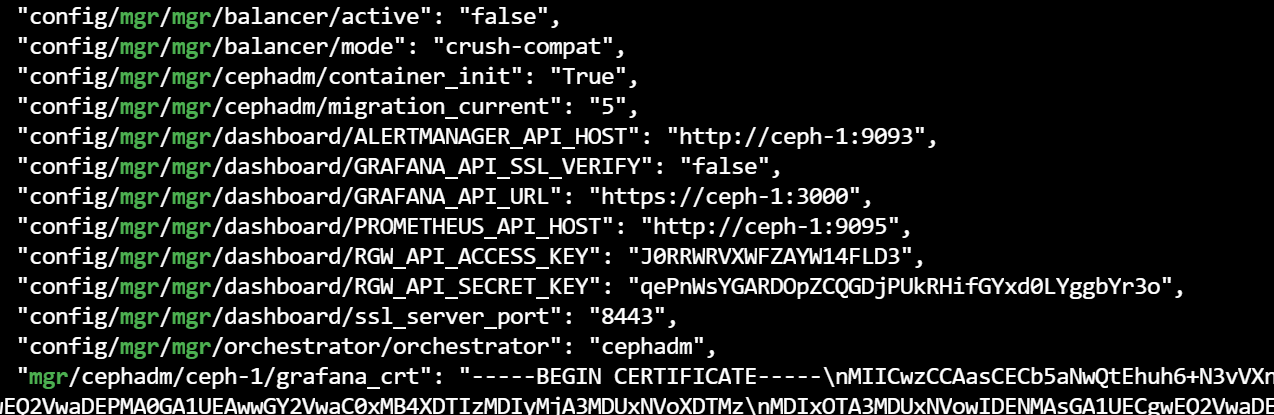 "config/mgr/mgr/balancer/active": "false",
"config/mgr/mgr/balancer/mode": "crush-compat",
"config/mgr/mgr/cephadm/container_init": "True",
"config/mgr/mgr/cephadm/migration_current": "5",
"config/mgr/mgr/dashboard/ALERTMANAGER_API_HOST": "http://ceph-1:9093",
"config/mgr/mgr/dashboard/GRAFANA_API_SSL_VERIFY": "false",
"config/mgr/mgr/dashboard/GRAFANA_API_URL": "https://ceph-1:3000",
"config/mgr/mgr/dashboard/PROMETHEUS_API_HOST": "http://ceph-1:9095",
"config/mgr/mgr/dashboard/RGW_API_ACCESS_KEY": "J0RRWRVXWFZAYW14FLD3",
"config/mgr/mgr/dashboard/RGW_API_SECRET_KEY": "qePnWsYGARDOpZCQGDjPUkRHifGYxd0LYggbYr3o",
"config/mgr/mgr/dashboard/ssl_server_port": "8443",
"config/mgr/mgr/orchestrator/orchestrator": "cephadm",
"mgr/cephadm/ceph-1/grafana_crt": "-----BEGIN CERTIFICATE-----\nMIICwzCCAasCECb5aNwQtEhuh6+N3vVXn
wEQ2VwaDEPMA0GA1UEAwwGY2VwaC0xMB4XDTIzMDIyMjA3MDUxNVoXDTMz\nMDIxOTA3MDUxNVowIDENMAsGA1UECgwEQ2VwaDE